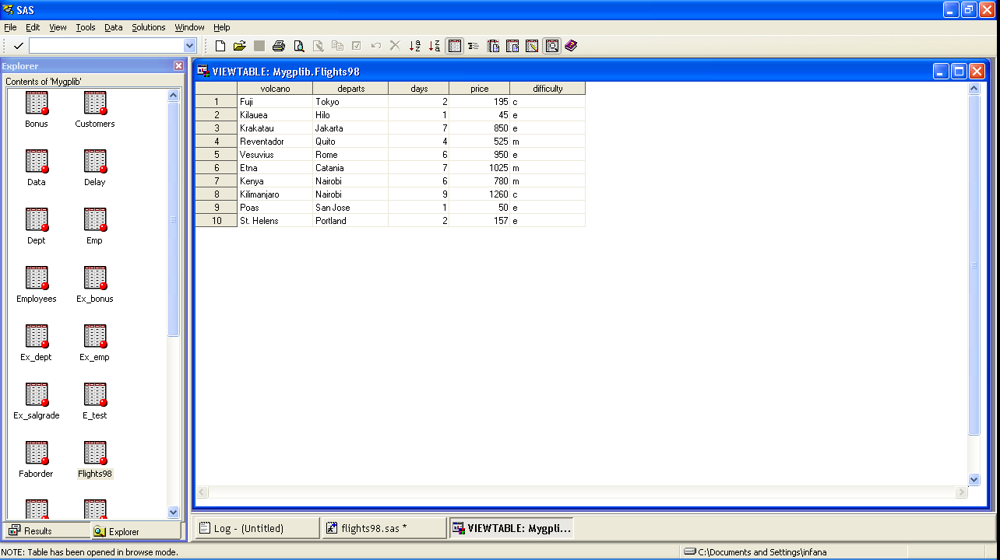 SAS
File Edit View Tools Data Solutions Window Help
Explorer
Contents of 'Mygplib'
Bonus Customers
Data Delay
Dept Emp
Employees Ex_bonus
Ex_dept Ex_emp
Ex_salgrade E_test
Faborder Flights98
Results Explorer
VIEWTABLE: Mygplib.Flights98
volcano departs days price difficulty
1 Fuji Tokyo 2 195 c
2 Kilauea Hilo 1 45 e
3 Krakatau Jakarta 7 850 e
4 Reventador Quito 4 525 m
5 Vesuvius Rome 6 950 e
6 Etna Catania 7 1025 m
7 Kenya Nairobi 6 780 m
8 Kilimanjaro Nairobi 9 1260 c
9 Poas San Jose 1 50 e
10 St. Helens Portland 2 157 e
Log - (Untitled) flights98.sas * VIEWTABLE: Mygpli...
NOTE: Table has been opened in browse mode. C:\Documents and Settings\infana